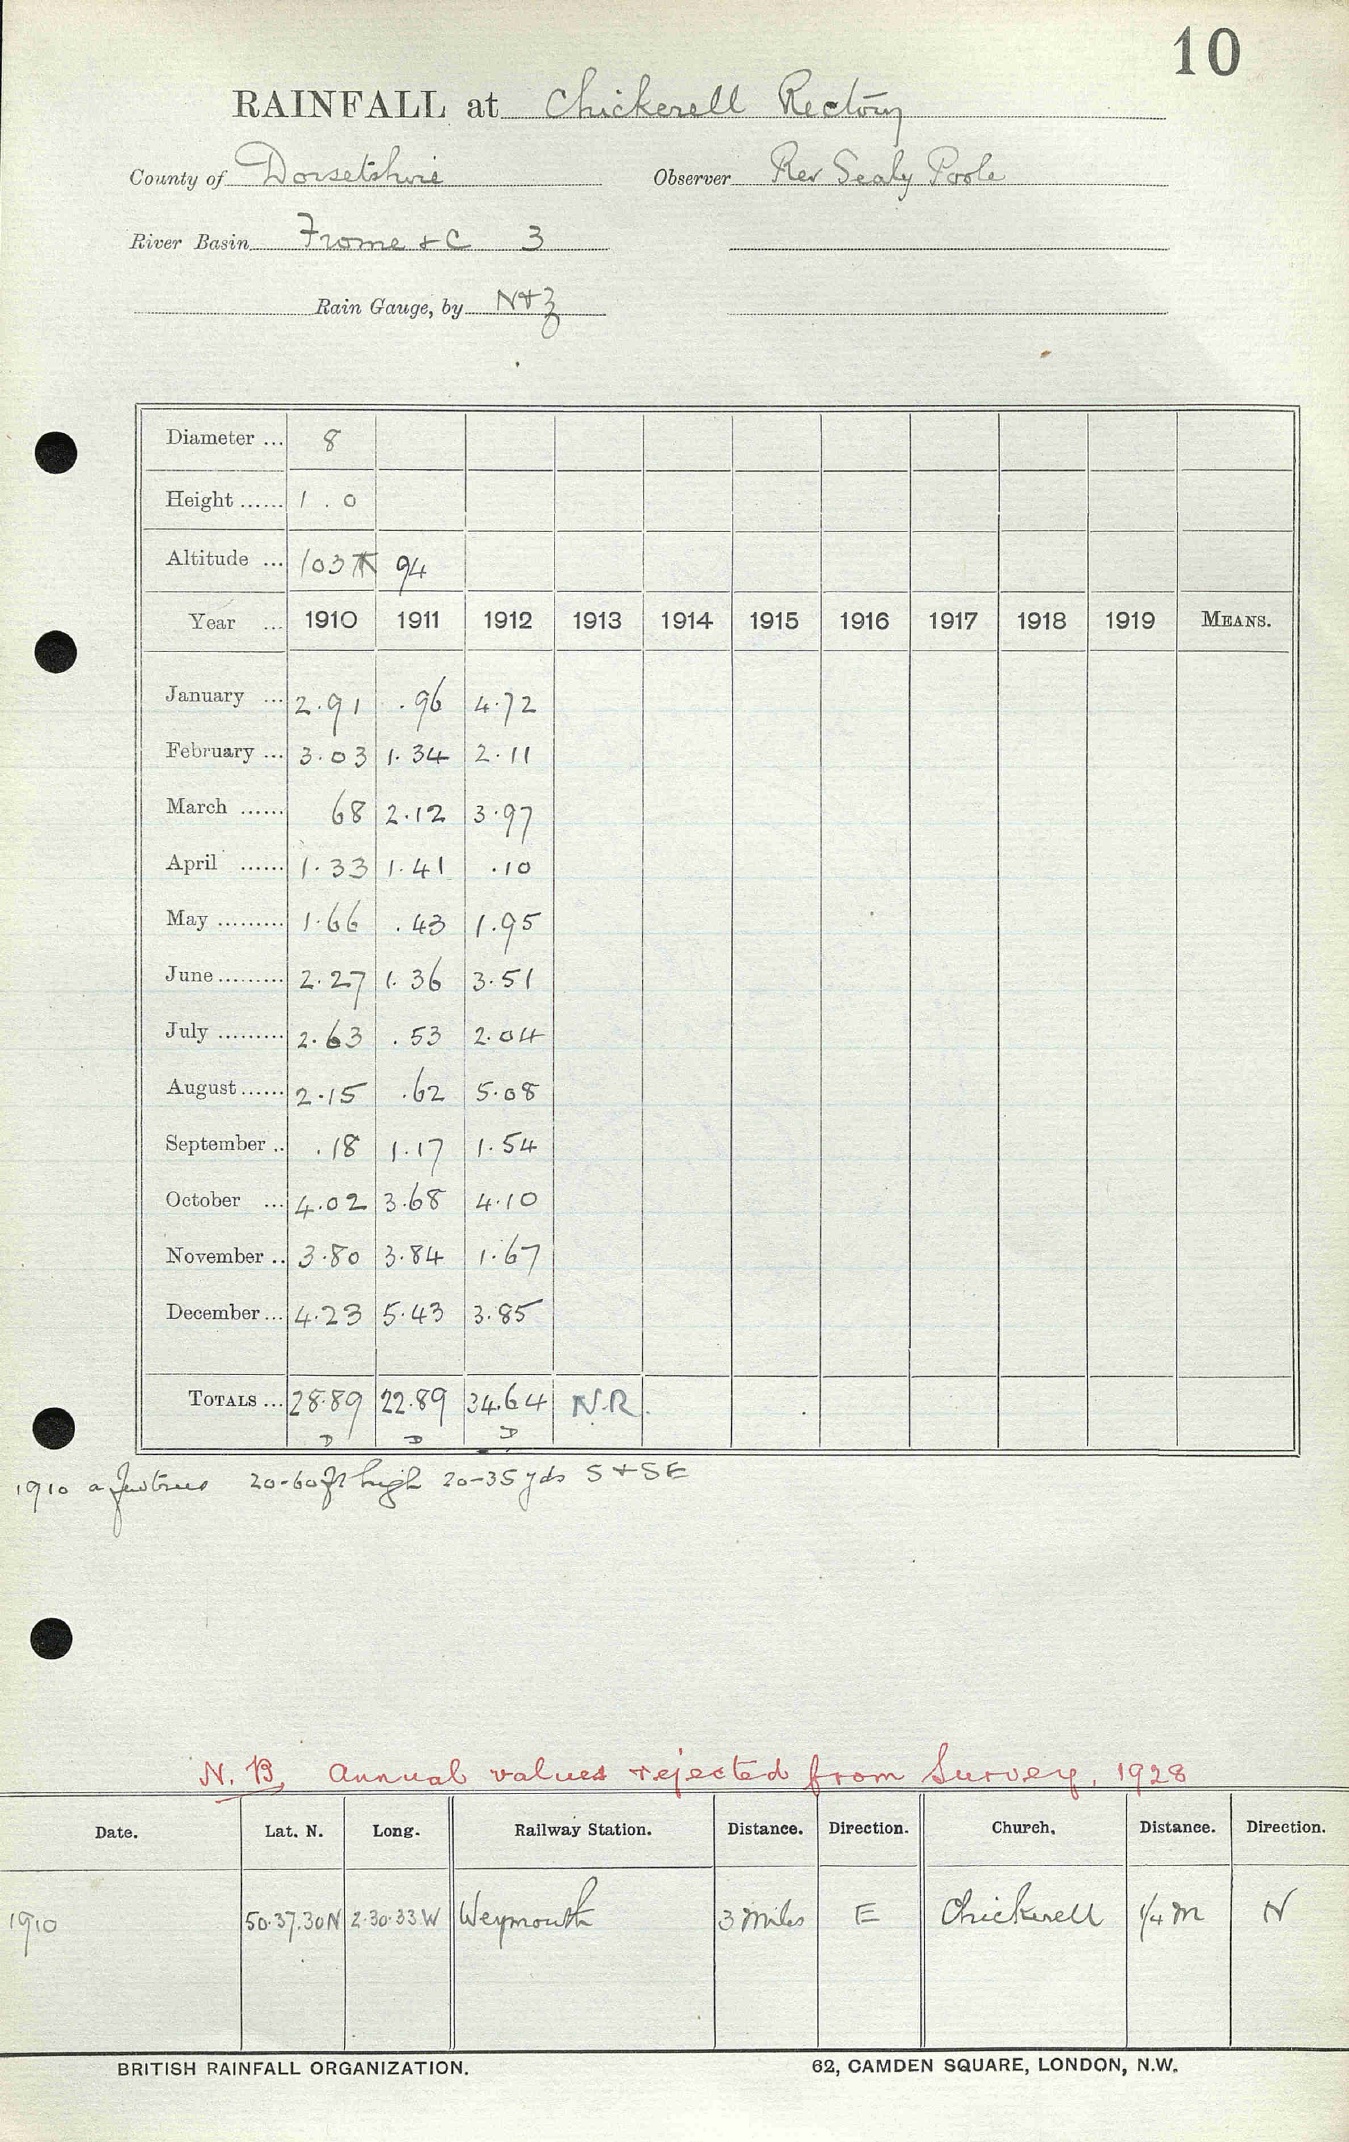 10
RAINFALL at Chickerell Rectory
County of Dorsetshire Observer Rev Sealy Poole
River Basin Frome &C 3
Rain Gauge, by N+Z
Diameter ... 8
Height ...... 1.0
Altitude ... 103 94
Year ... 1910 1911 1912 1913 1914 1915 1916 1917 1918 1919 MEANS.
January ... 2.91 .96 4.72
February ... 3.03 1.34 2.11
March ...... 68 2.12 3.97
April ...... 1.33 1.41 .10
May ......... 1.66 .43 1.95
June ......... 2.27 1.36 3.51
July ......... 2.63 .53 2.04
August ...... 2.15 .62 5.08
September .. .18 1.17 1.54
October ... 4.02 3.68 4.10
November .. 3.80 3.84 1.67
December ... 4.23 5.43 3.85
TOTALS ... 28.89 22.89 34.64 N.R.
D D D
1910 a few trees 20-60 ft high 20-35 yds S + SE
N.B. Annual values rejected from Survey, 1928
Date. Lat. N. Long. Railway Station. Distance. Direction. Church. Distance. Direction.
1910 50.37.30N 2.30.33.W Weymouth 3 miles E Chickerell 1/4 m N
BRITISH RAINFALL ORGANIZATION. 62, CAMDEN SQUARE, LONDON, N.W.